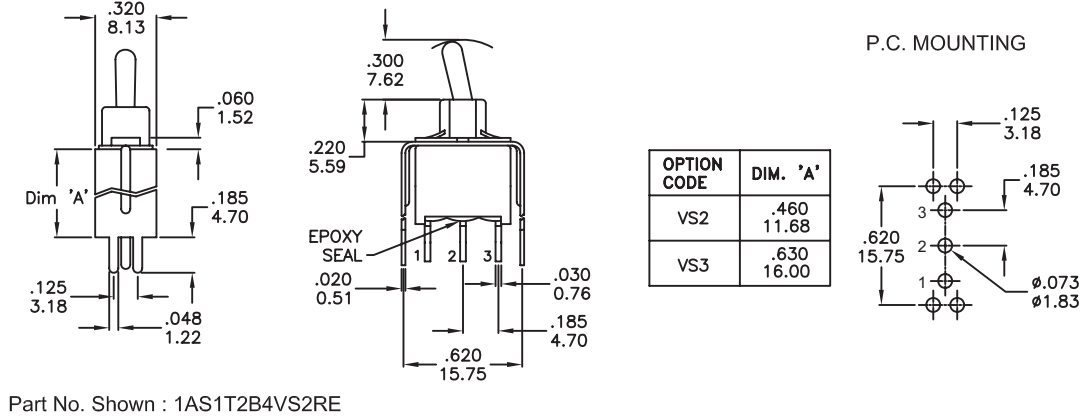 .320
8.13
.060
1.52
Dim 'A'
.185
4.70
.125
3.18
.048
1.22
.300
7.62
.220
5.59
EPOXY
SEAL
1 2 3
.020
0.51
.030
0.76
.185
4.70
.620
15.75
OPTION CODE DIM. 'A'
VS2 .460 11.68
VS3 .630 16.00
P.C. MOUNTING
.125
3.18
.185
4.70
3
2
1
.620
15.75
ø.073
ø1.83
Part No. Shown : 1AS1T2B4VS2RE